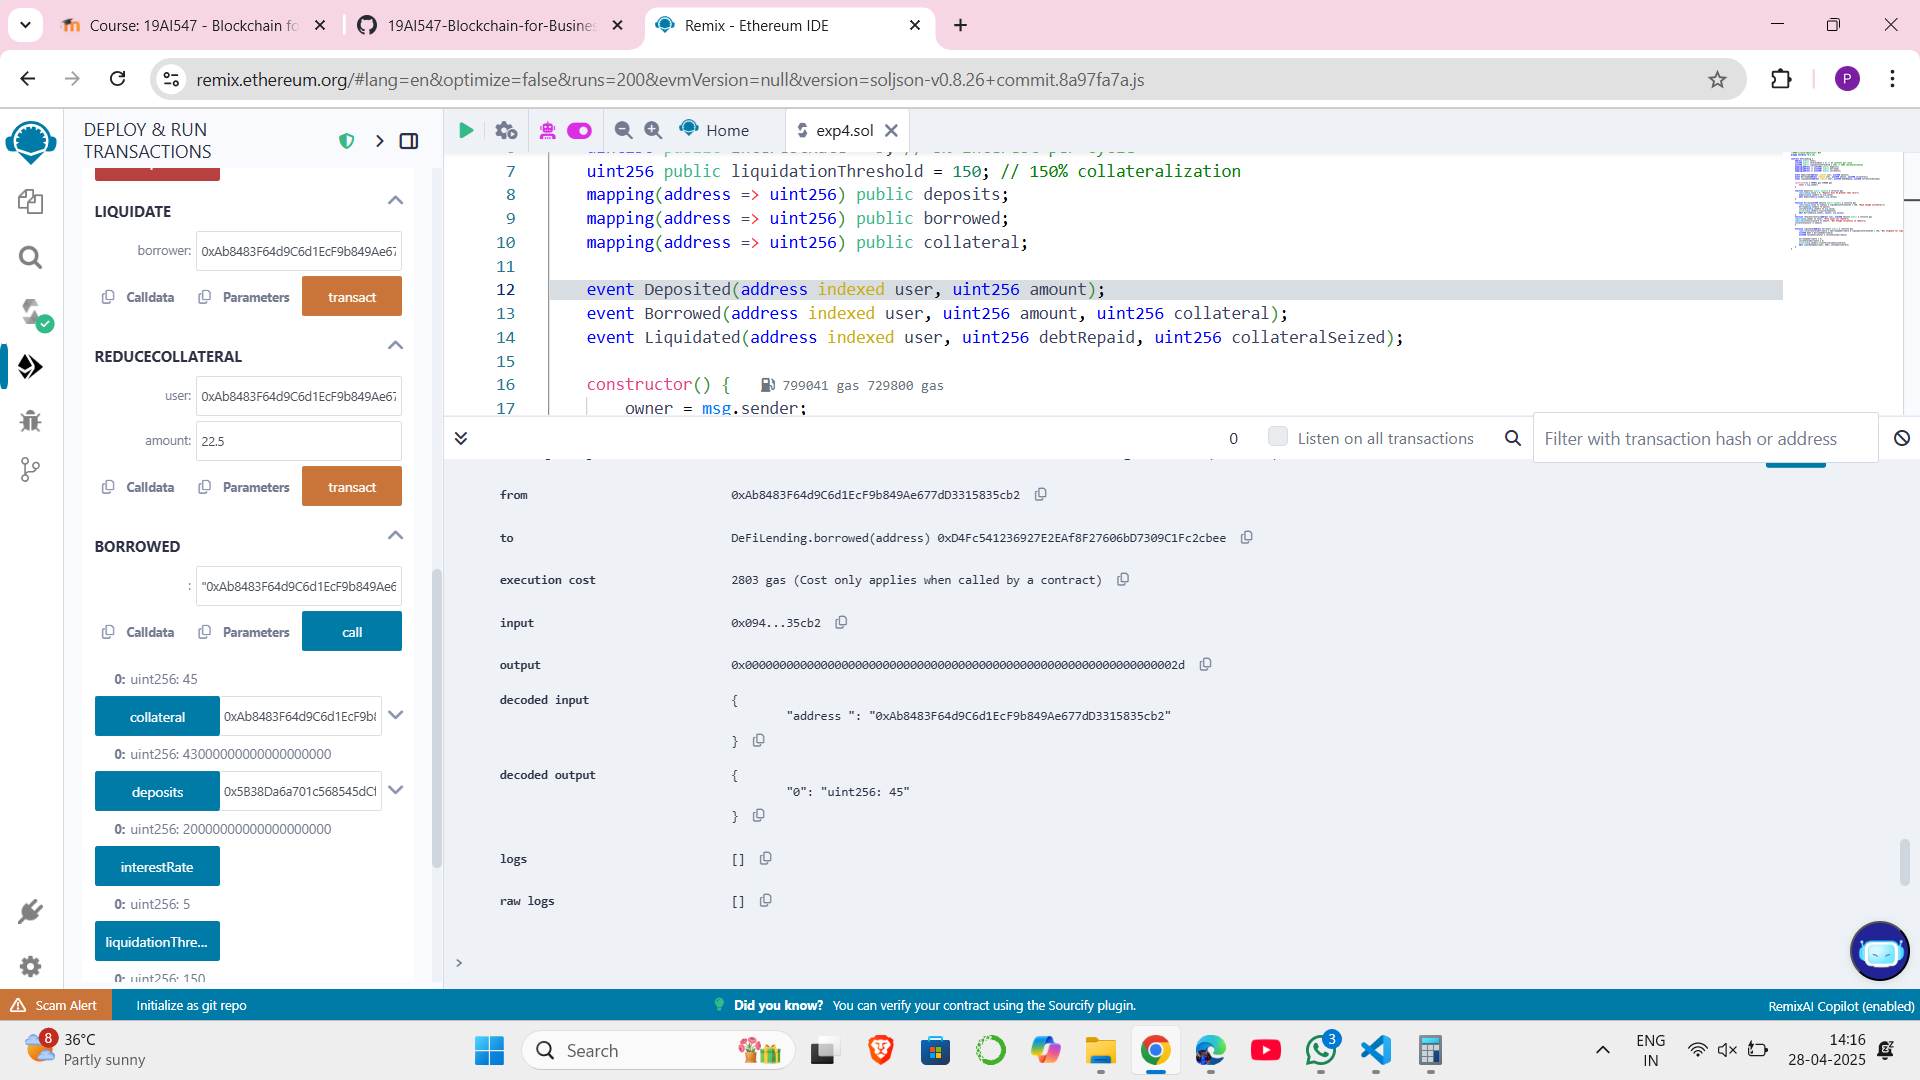 Course: 19AI547 - Blockchain fo
19AI547-Blockchain-for-Busines
Remix - Ethereum IDE
remix.ethereum.org/#lang=en&optimize=false&runs=200&evmVersion=null&version=soljson-v0.8.26+commit.8a97fa7a.js
P
DEPLOY & RUN
TRANSACTIONS
LIQUIDATE
borrower:
0xAb8483F64d9C6d1EcF9b849Ae67
Calldata
Parameters
transact
REDUCECOLLATERAL
user:
0xAb8483F64d9C6d1EcF9b849Ae67
amount:
22.5
Calldata
Parameters
transact
BORROWED
:
"0xAb8483F64d9C6d1EcF9b849Ae6
Calldata
Parameters
call
0: uint256: 45
collateral
0xAb8483F64d9C6d1EcF9b8
0: uint256: 43000000000000000000
deposits
0x5B38Da6a701c568545dCf
0: uint256: 20000000000000000000
interestRate
0: uint256: 5
liquidationThre...
0: uint256: 150
Home
exp4.sol
7 uint256 public liquidationThreshold = 150; // 150% collateralization
8 mapping(address => uint256) public deposits;
9 mapping(address => uint256) public borrowed;
10 mapping(address => uint256) public collateral;
11
12 event Deposited(address indexed user, uint256 amount);
13 event Borrowed(address indexed user, uint256 amount, uint256 collateral);
14 event Liquidated(address indexed user, uint256 debtRepaid, uint256 collateralSeized);
15
16 constructor() { 799041 gas 729800 gas
17 owner = msg.sender;
0
Listen on all transactions
Filter with transaction hash or address
from 0xAb8483F64d9C6d1EcF9b849Ae677dD3315835cb2
to DeFiLending.borrowed(address) 0xD4Fc541236927E2EAf8F27606bD7309C1Fc2cbee
execution cost 2803 gas (Cost only applies when called by a contract)
input 0x094...35cb2
output 0x000000000000000000000000000000000000000000000000000000000000002d
decoded input {
"address ": "0xAb8483F64d9C6d1EcF9b849Ae677dD3315835cb2"
}
decoded output {
"0": "uint256: 45"
}
logs []
raw logs []
>
Scam Alert
Initialize as git repo
Did you know? You can verify your contract using the Sourcify plugin.
RemixAI Copilot (enabled)
8
36°C
Partly sunny
Search
3
ENG
IN
14:16
28-04-2025